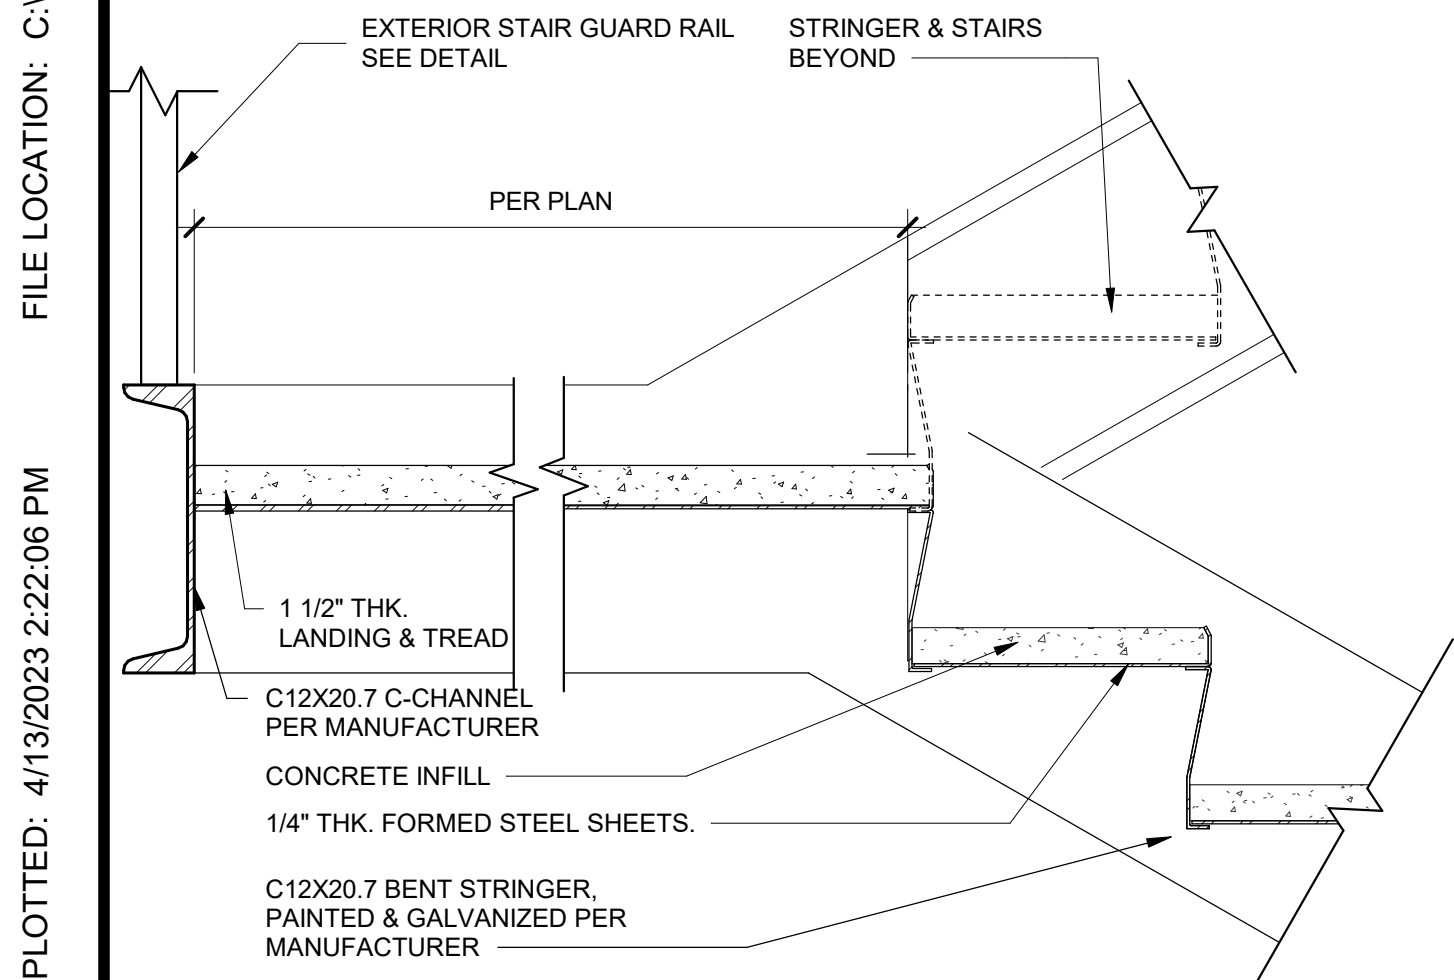 EXTERIOR STAIR GUARD RAIL
SEE DETAIL
STRINGER & STAIRS
BEYOND
PER PLAN
1 1/2" THK.
LANDING & TREAD
C12X20.7 C-CHANNEL
PER MANUFACTURER
CONCRETE INFILL
1/4" THK. FORMED STEEL SHEETS.
C12X20.7 BENT STRINGER,
PAINTED & GALVANIZED PER
MANUFACTURER
PLOTTED: 4/13/2023 2:22:06 PM
FILE LOCATION: C:\